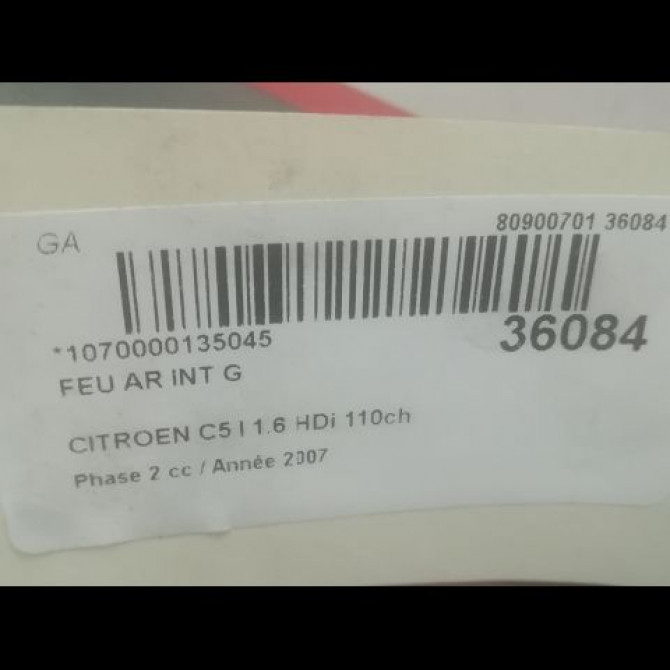 GA
80900701 36084
*1070000135045
36084
FEU AR INT G
CITROEN C5 I 1.6 HDi 110ch
Phase 2 cc / Année 2007